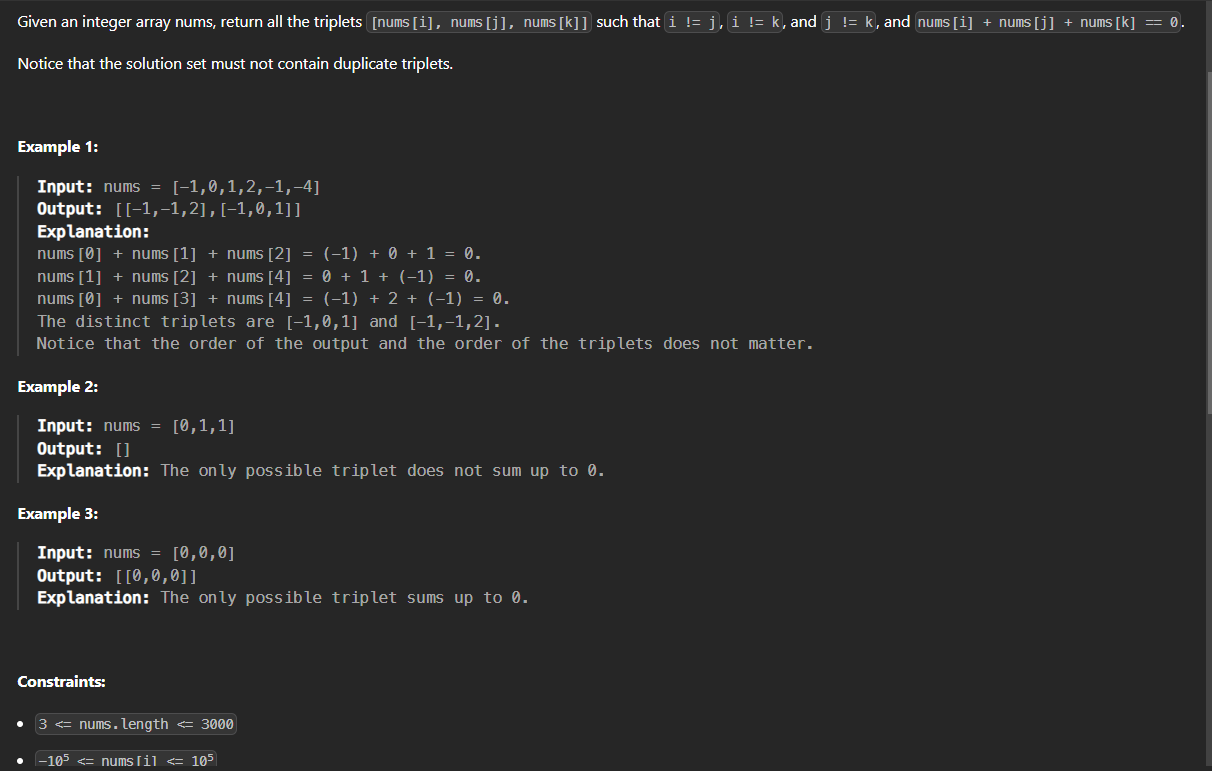 Given an integer array nums, return all the triplets [nums[i], nums[j], nums[k]] such that i != j, i != k, and j != k, and nums[i] + nums[j] + nums[k] == 0.
Notice that the solution set must not contain duplicate triplets.
Example 1:
Input: nums = [-1,0,1,2,-1,-4]
Output: [[-1,-1,2],[-1,0,1]]
Explanation:
nums[0] + nums[1] + nums[2] = (-1) + 0 + 1 = 0.
nums[1] + nums[2] + nums[4] = 0 + 1 + (-1) = 0.
nums[0] + nums[3] + nums[4] = (-1) + 2 + (-1) = 0.
The distinct triplets are [-1,0,1] and [-1,-1,2].
Notice that the order of the output and the order of the triplets does not matter.
Example 2:
Input: nums = [0,1,1]
Output: []
Explanation: The only possible triplet does not sum up to 0.
Example 3:
Input: nums = [0,0,0]
Output: [[0,0,0]]
Explanation: The only possible triplet sums up to 0.
Constraints:
• 3 <= nums.length <= 3000
• -10⁵ <= nums[i] <= 10⁵